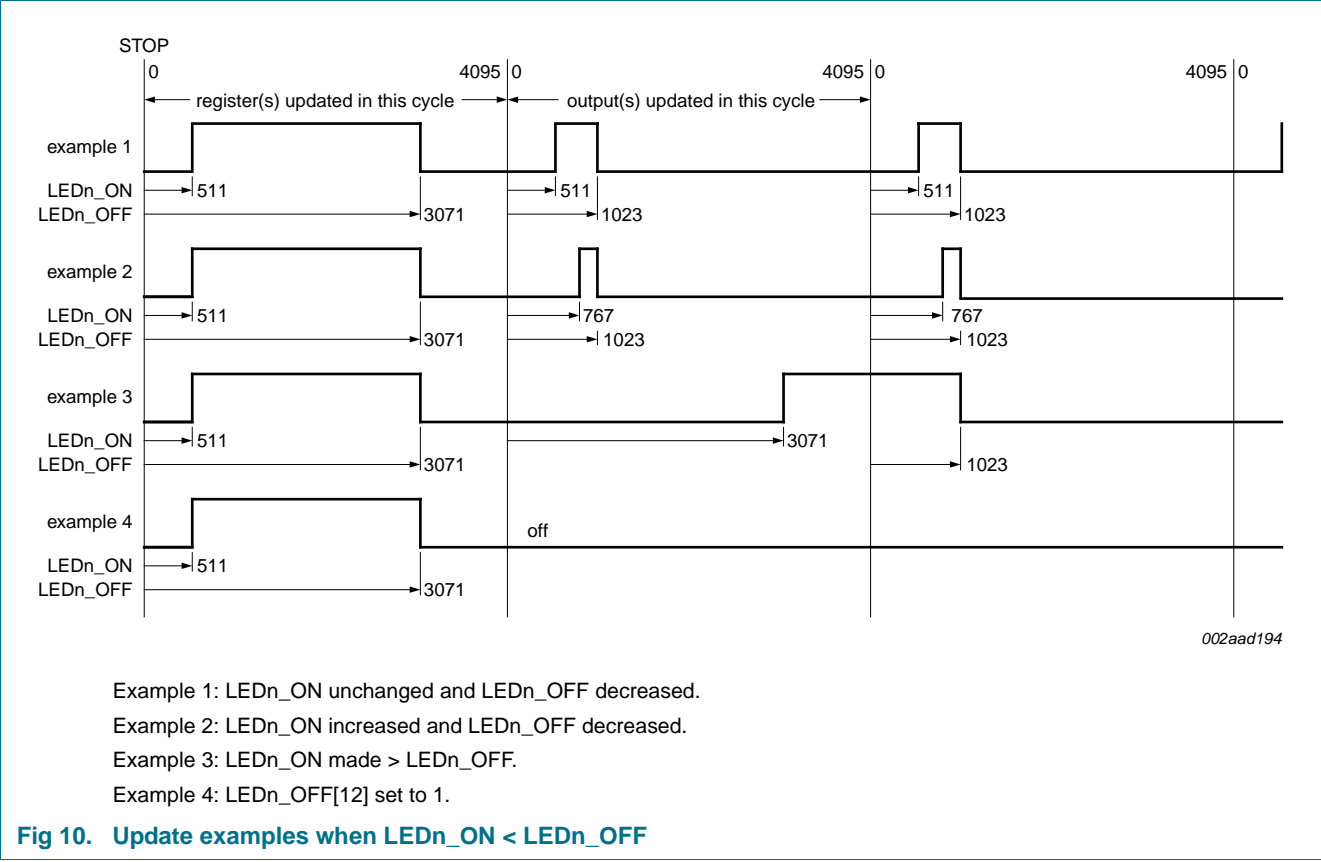 STOP
0 4095 0 4095 0 4095 0
register(s) updated in this cycle output(s) updated in this cycle
example 1
LEDn_ON 511 511 511
LEDn_OFF 3071 1023 1023
example 2
LEDn_ON 511 767 767
LEDn_OFF 3071 1023 1023
example 3
LEDn_ON 511 3071
LEDn_OFF 3071 1023
example 4 off
LEDn_ON 511
LEDn_OFF 3071
002aad194
Example 1: LEDn_ON unchanged and LEDn_OFF decreased.
Example 2: LEDn_ON increased and LEDn_OFF decreased.
Example 3: LEDn_ON made > LEDn_OFF.
Example 4: LEDn_OFF[12] set to 1.
Fig 10. Update examples when LEDn_ON < LEDn_OFF